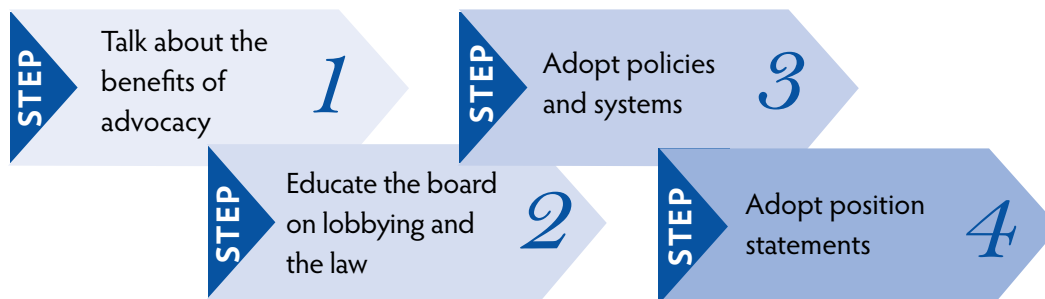 STEP
1
Talk about the
benefits of
advocacy
STEP
2
Educate the board
on lobbying and
the law
STEP
3
Adopt policies
and systems
STEP
4
Adopt position
statements